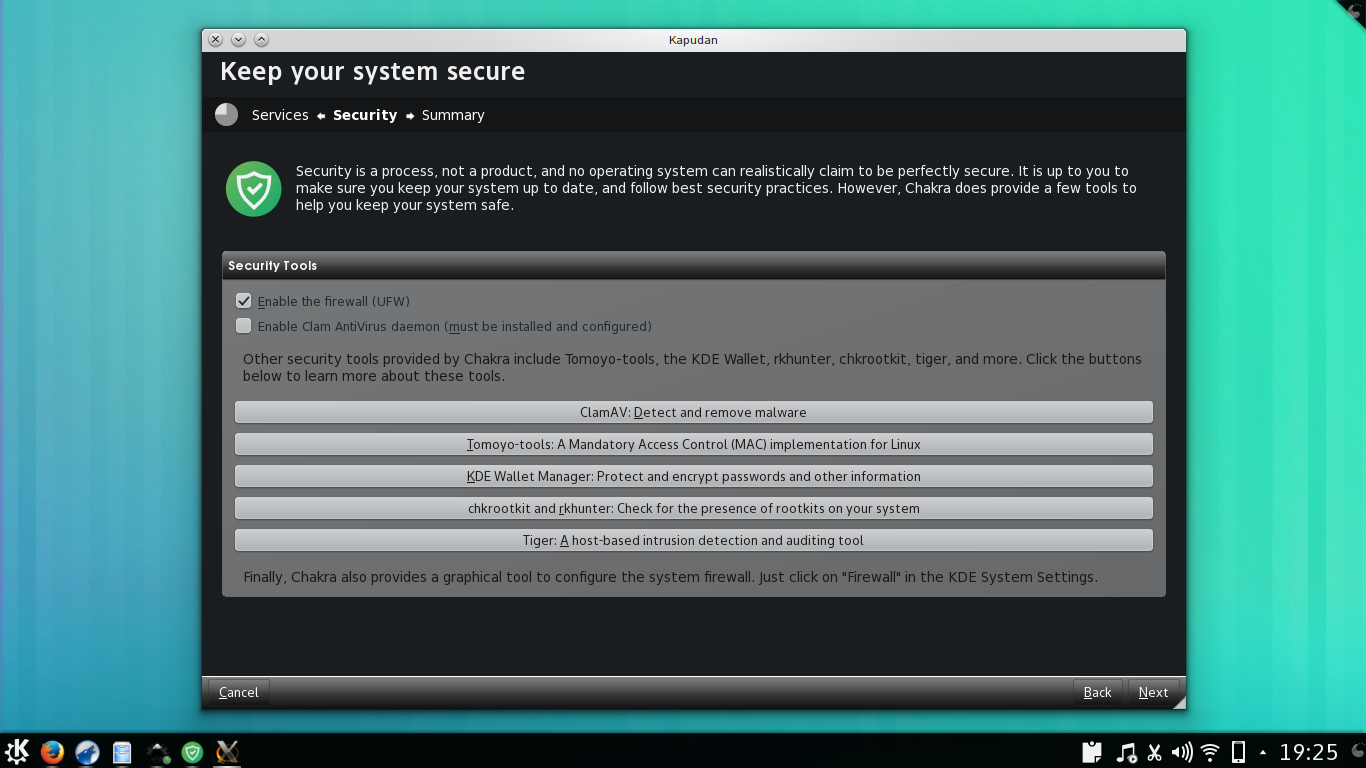 Kapudan
Keep your system secure
Services Security Summary
Security is a process, not a product, and no operating system can realistically claim to be perfectly secure. It is up to you to
make sure you keep your system up to date, and follow best security practices. However, Chakra does provide a few tools to
help you keep your system safe.
Security Tools
Enable the firewall (UFW)
Enable Clam AntiVirus daemon (must be installed and configured)
Other security tools provided by Chakra include Tomoyo-tools, the KDE Wallet, rkhunter, chkrootkit, tiger, and more. Click the buttons
below to learn more about these tools.
ClamAV: Detect and remove malware
Tomoyo-tools: A Mandatory Access Control (MAC) implementation for Linux
KDE Wallet Manager: Protect and encrypt passwords and other information
chkrootkit and rkhunter: Check for the presence of rootkits on your system
Tiger: A host-based intrusion detection and auditing tool
Finally, Chakra also provides a graphical tool to configure the system firewall. Just click on "Firewall" in the KDE System Settings.
Cancel
Back
Next
19:25